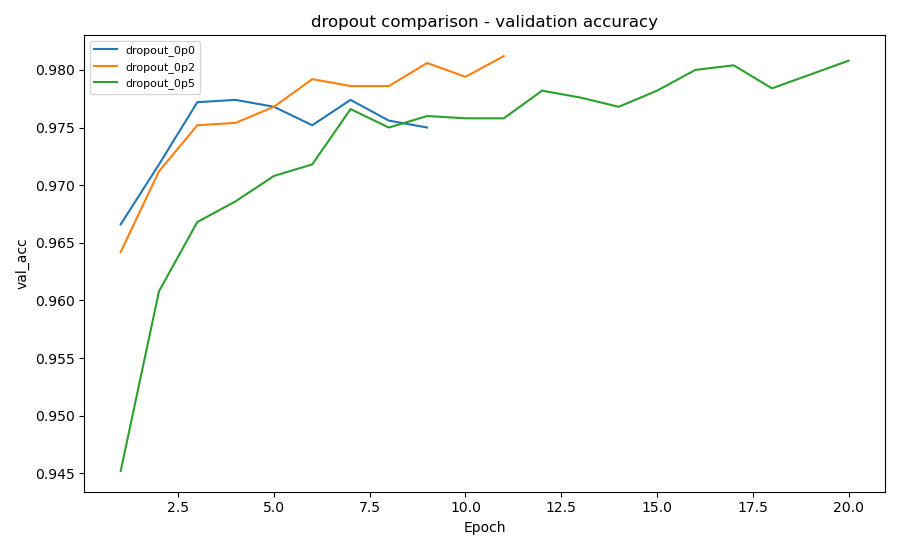 dropout comparison - validation accuracy
dropout_0p0
dropout_0p2
dropout_0p5
val_acc
0.980
0.975
0.970
0.965
0.960
0.955
0.950
0.945
2.5 5.0 7.5 10.0 12.5 15.0 17.5 20.0
Epoch